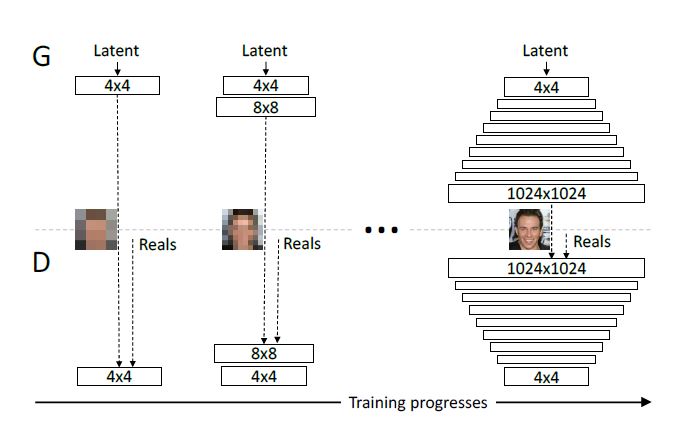 G
Latent
Latent
Latent
4x4
4x4
4x4
8x8
1024x1024
Reals
Reals
Reals
D
1024x1024
8x8
4x4
4x4
4x4
Training progresses